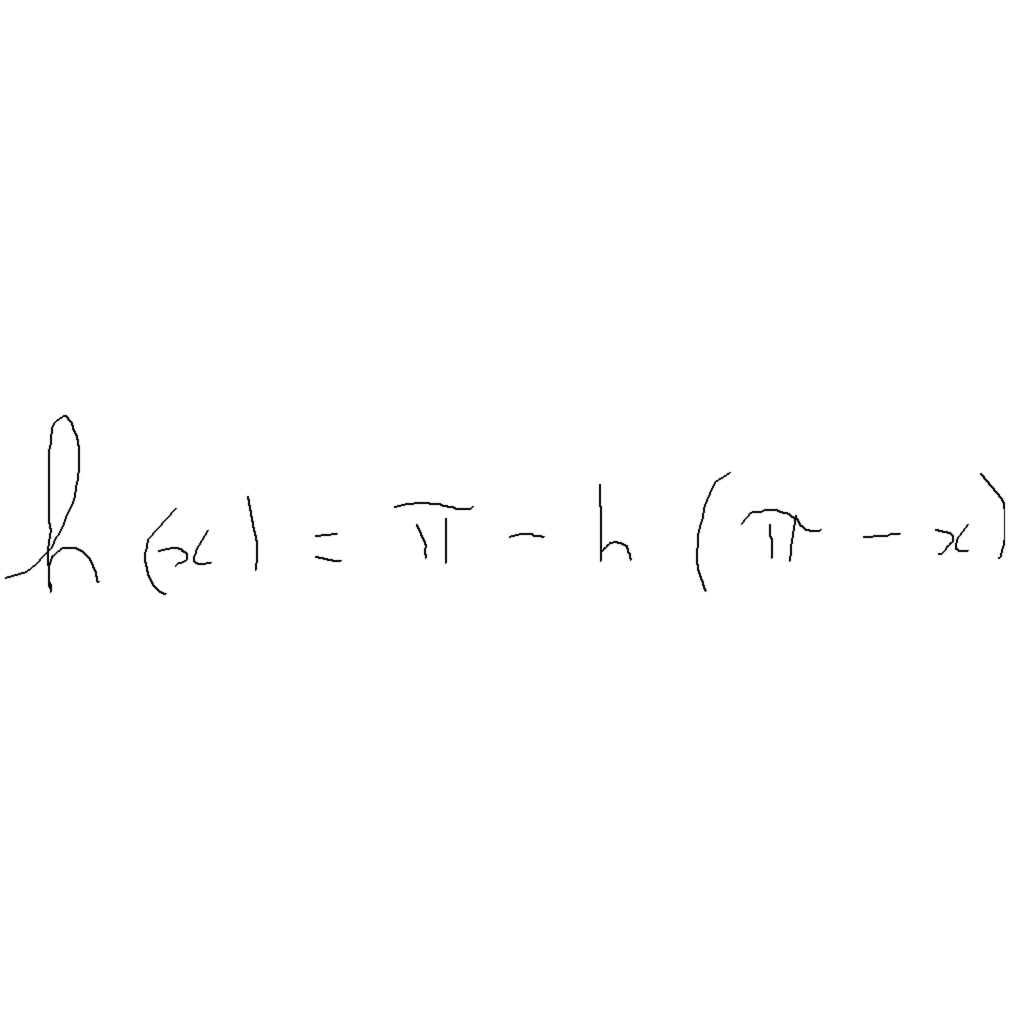 h(x) = π - h(π - x)